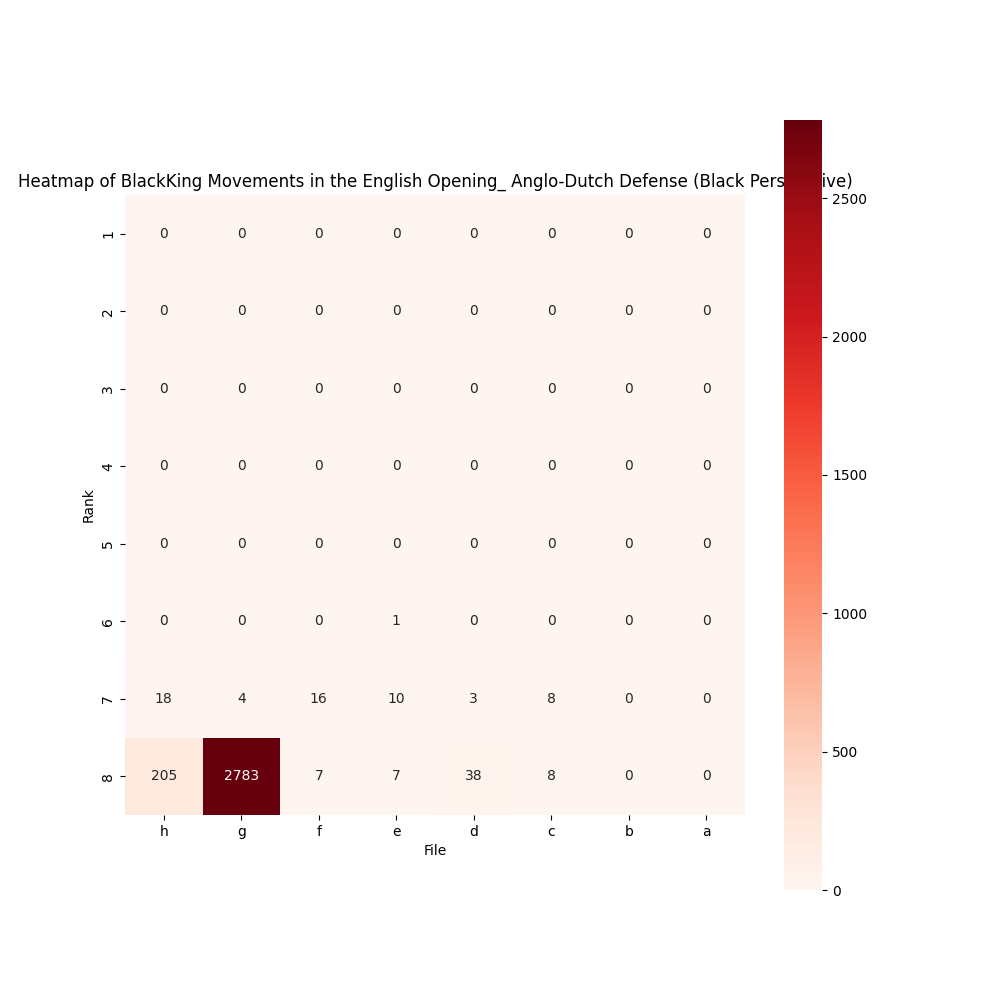 Heatmap of BlackKing Movements in the English Opening_ Anglo-Dutch Defense (Black Pers ive)
2500
1 0 0 0 0 0 0 0 0
2 0 0 0 0 0 0 0 0
2000
3 0 0 0 0 0 0 0 0
4 0 0 0 0 0 0 0 0
1500
Rank
5 0 0 0 0 0 0 0 0
1000
6 0 0 0 1 0 0 0 0
7 18 4 16 10 3 8 0 0
500
8 205 2783 7 7 38 8 0 0
h g f e d c b a
File
0